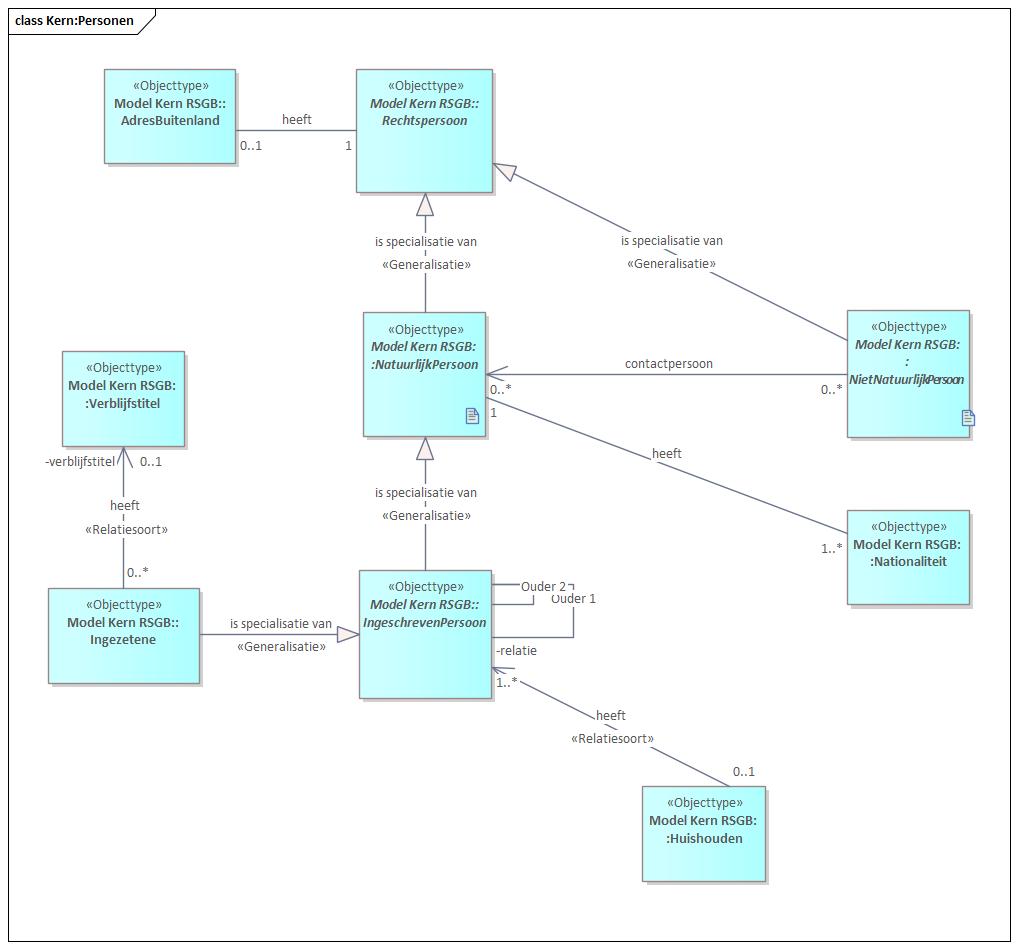 class Kern:Personen
«Objecttype»
Model Kern RSGB::
AdresBuitenland
heeft
0..1
1
«Objecttype»
Model Kern RSGB::
Rechtspersoon
is specialisatie van
«Generalisatie»
is specialisatie van
«Generalisatie»
«Objecttype»
Model Kern RSGB:
:NatuurlijkPersoon
contactpersoon
0..*
0..*
«Objecttype»
Model Kern RSGB:
:
NietNatuurlijkPersoon
1
heeft
1..*
«Objecttype»
Model Kern RSGB:
:Nationaliteit
«Objecttype»
Model Kern RSGB:
:Verblijfstitel
-verblijfstitel
0..1
heeft
«Relatiesoort»
0..*
is specialisatie van
«Generalisatie»
«Objecttype»
Model Kern RSGB::
Ingezetene
is specialisatie van
«Generalisatie»
«Objecttype»
Model Kern RSGB::
IngeschrevenPersoon
Ouder 2
Ouder 1
-relatie
1..*
heeft
«Relatiesoort»
0..1
«Objecttype»
Model Kern RSGB:
:Huishouden